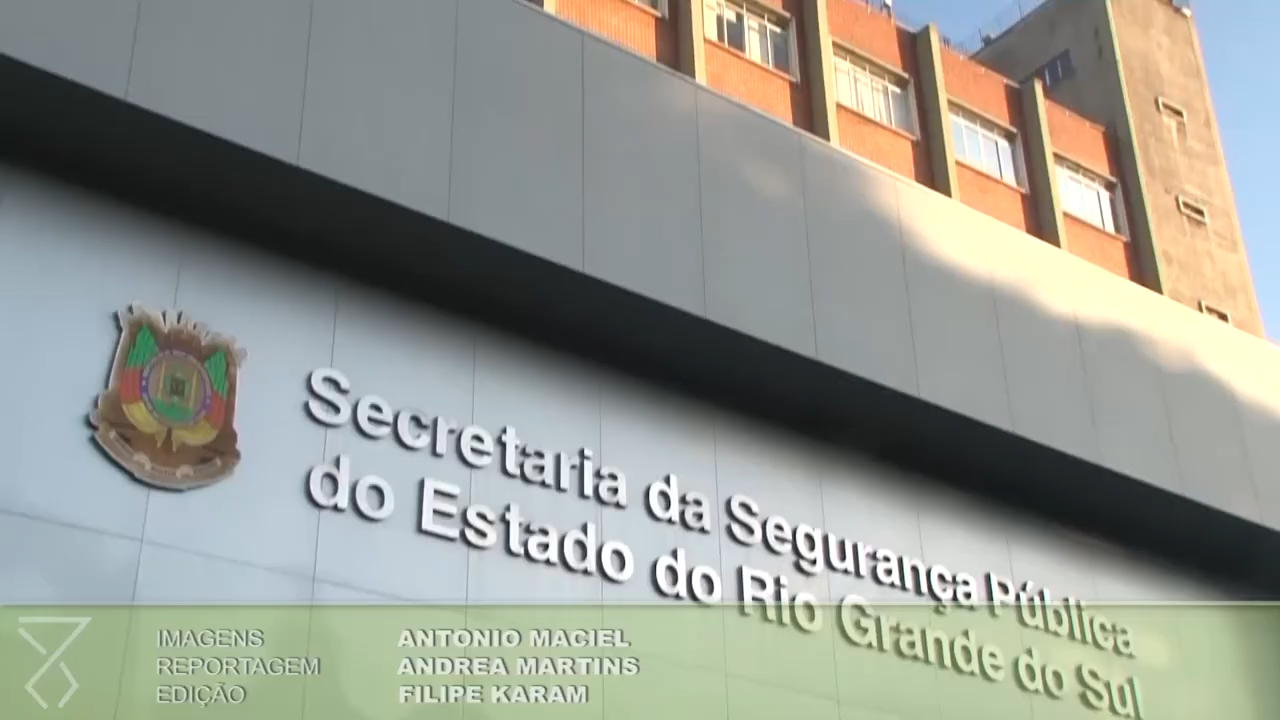 Secretaria da Segurança Pública
do Estado do Rio Grande do Sul
IMAGENS ANTONIO MACIEL
REPORTAGEM ANDREA MARTINS
EDIÇÃO FILIPE KARAM